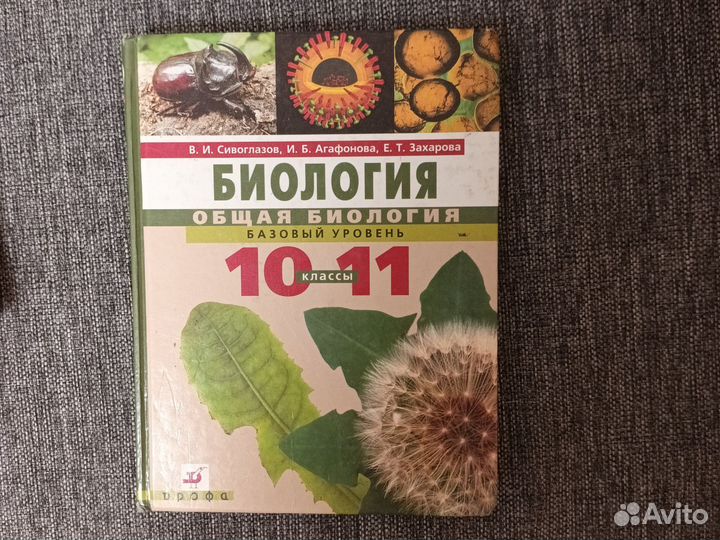 В. И. Сивоглазов, И. Б. Агафонова, Е. Т. Захарова
БИОЛОГИЯ
ОБЩАЯ БИОЛОГИЯ
БАЗОВЫЙ УРОВЕНЬ
10-11
классы
дрофа
Avito